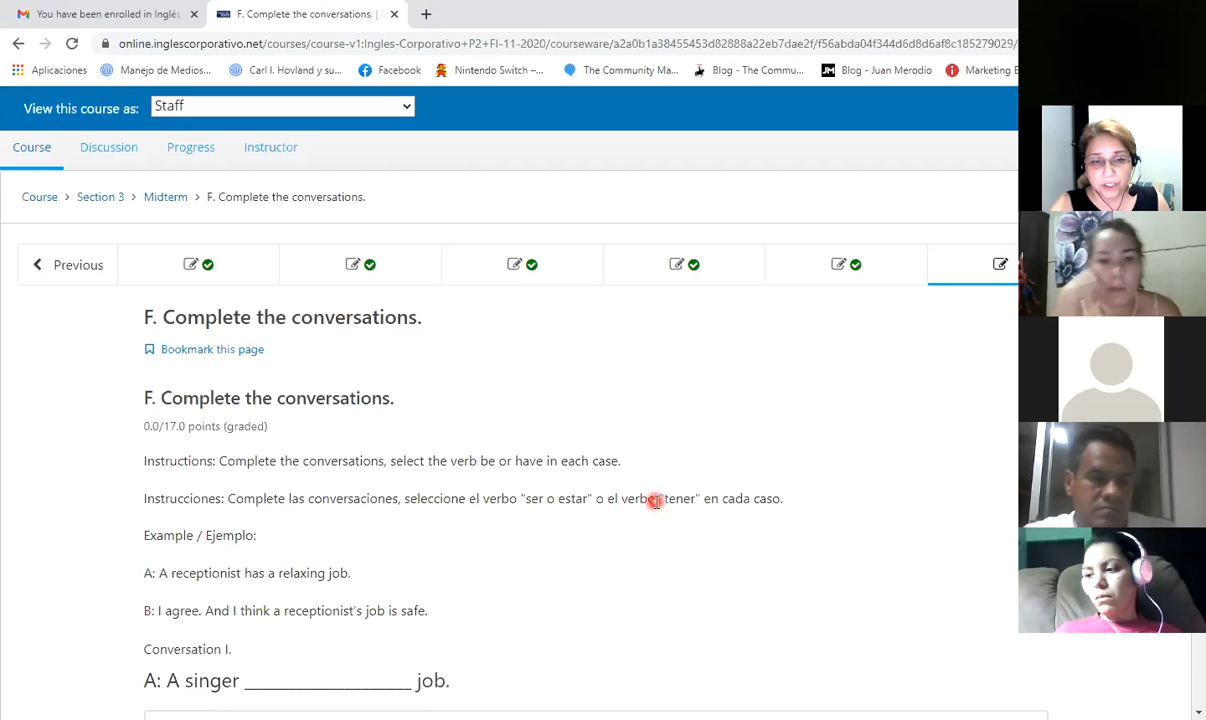 You have been enrolled in Inglés
F. Complete the conversations. |
online.inglescorporativo.net/courses/course-v1:Ingles-Corporativo+P2+FI-11-2020/courseware/a2a0b1a38455453d82888a22eb7dae2f/f56abda04f344d6d8d6af8c185279029/
Aplicaciones
Manejo de Medios...
Carl I. Hovland y su...
Facebook
Nintendo Switch –...
The Community Ma...
Blog - The Commu...
JM Blog - Juan Merodio
Marketing E
View this course as: Staff
Course Discussion Progress Instructor
Course > Section 3 > Midterm > F. Complete the conversations.
Previous
F. Complete the conversations.
Bookmark this page
F. Complete the conversations.
0.0/17.0 points (graded)
Instructions: Complete the conversations, select the verb be or have in each case.
Instrucciones: Complete las conversaciones, seleccione el verbo "ser o estar" o el verbo "tener" en cada caso.
Example / Ejemplo:
A: A receptionist has a relaxing job.
B: I agree. And I think a receptionist's job is safe.
Conversation I.
A: A singer ____________________ job.